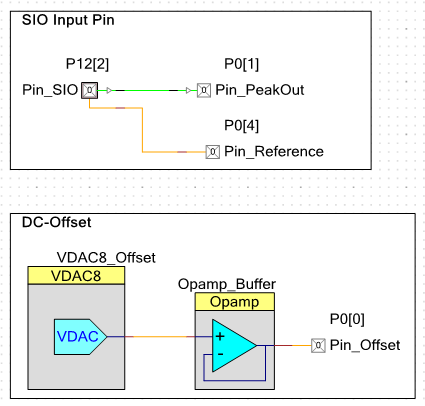 SIO Input Pin
P12[2]
P0[1]
Pin_SIO
Pin_PeakOut
P0[4]
Pin_Reference
DC-Offset
VDAC8_Offset
VDAC8
Opamp_Buffer
Opamp
VDAC
+
-
P0[0]
Pin_Offset